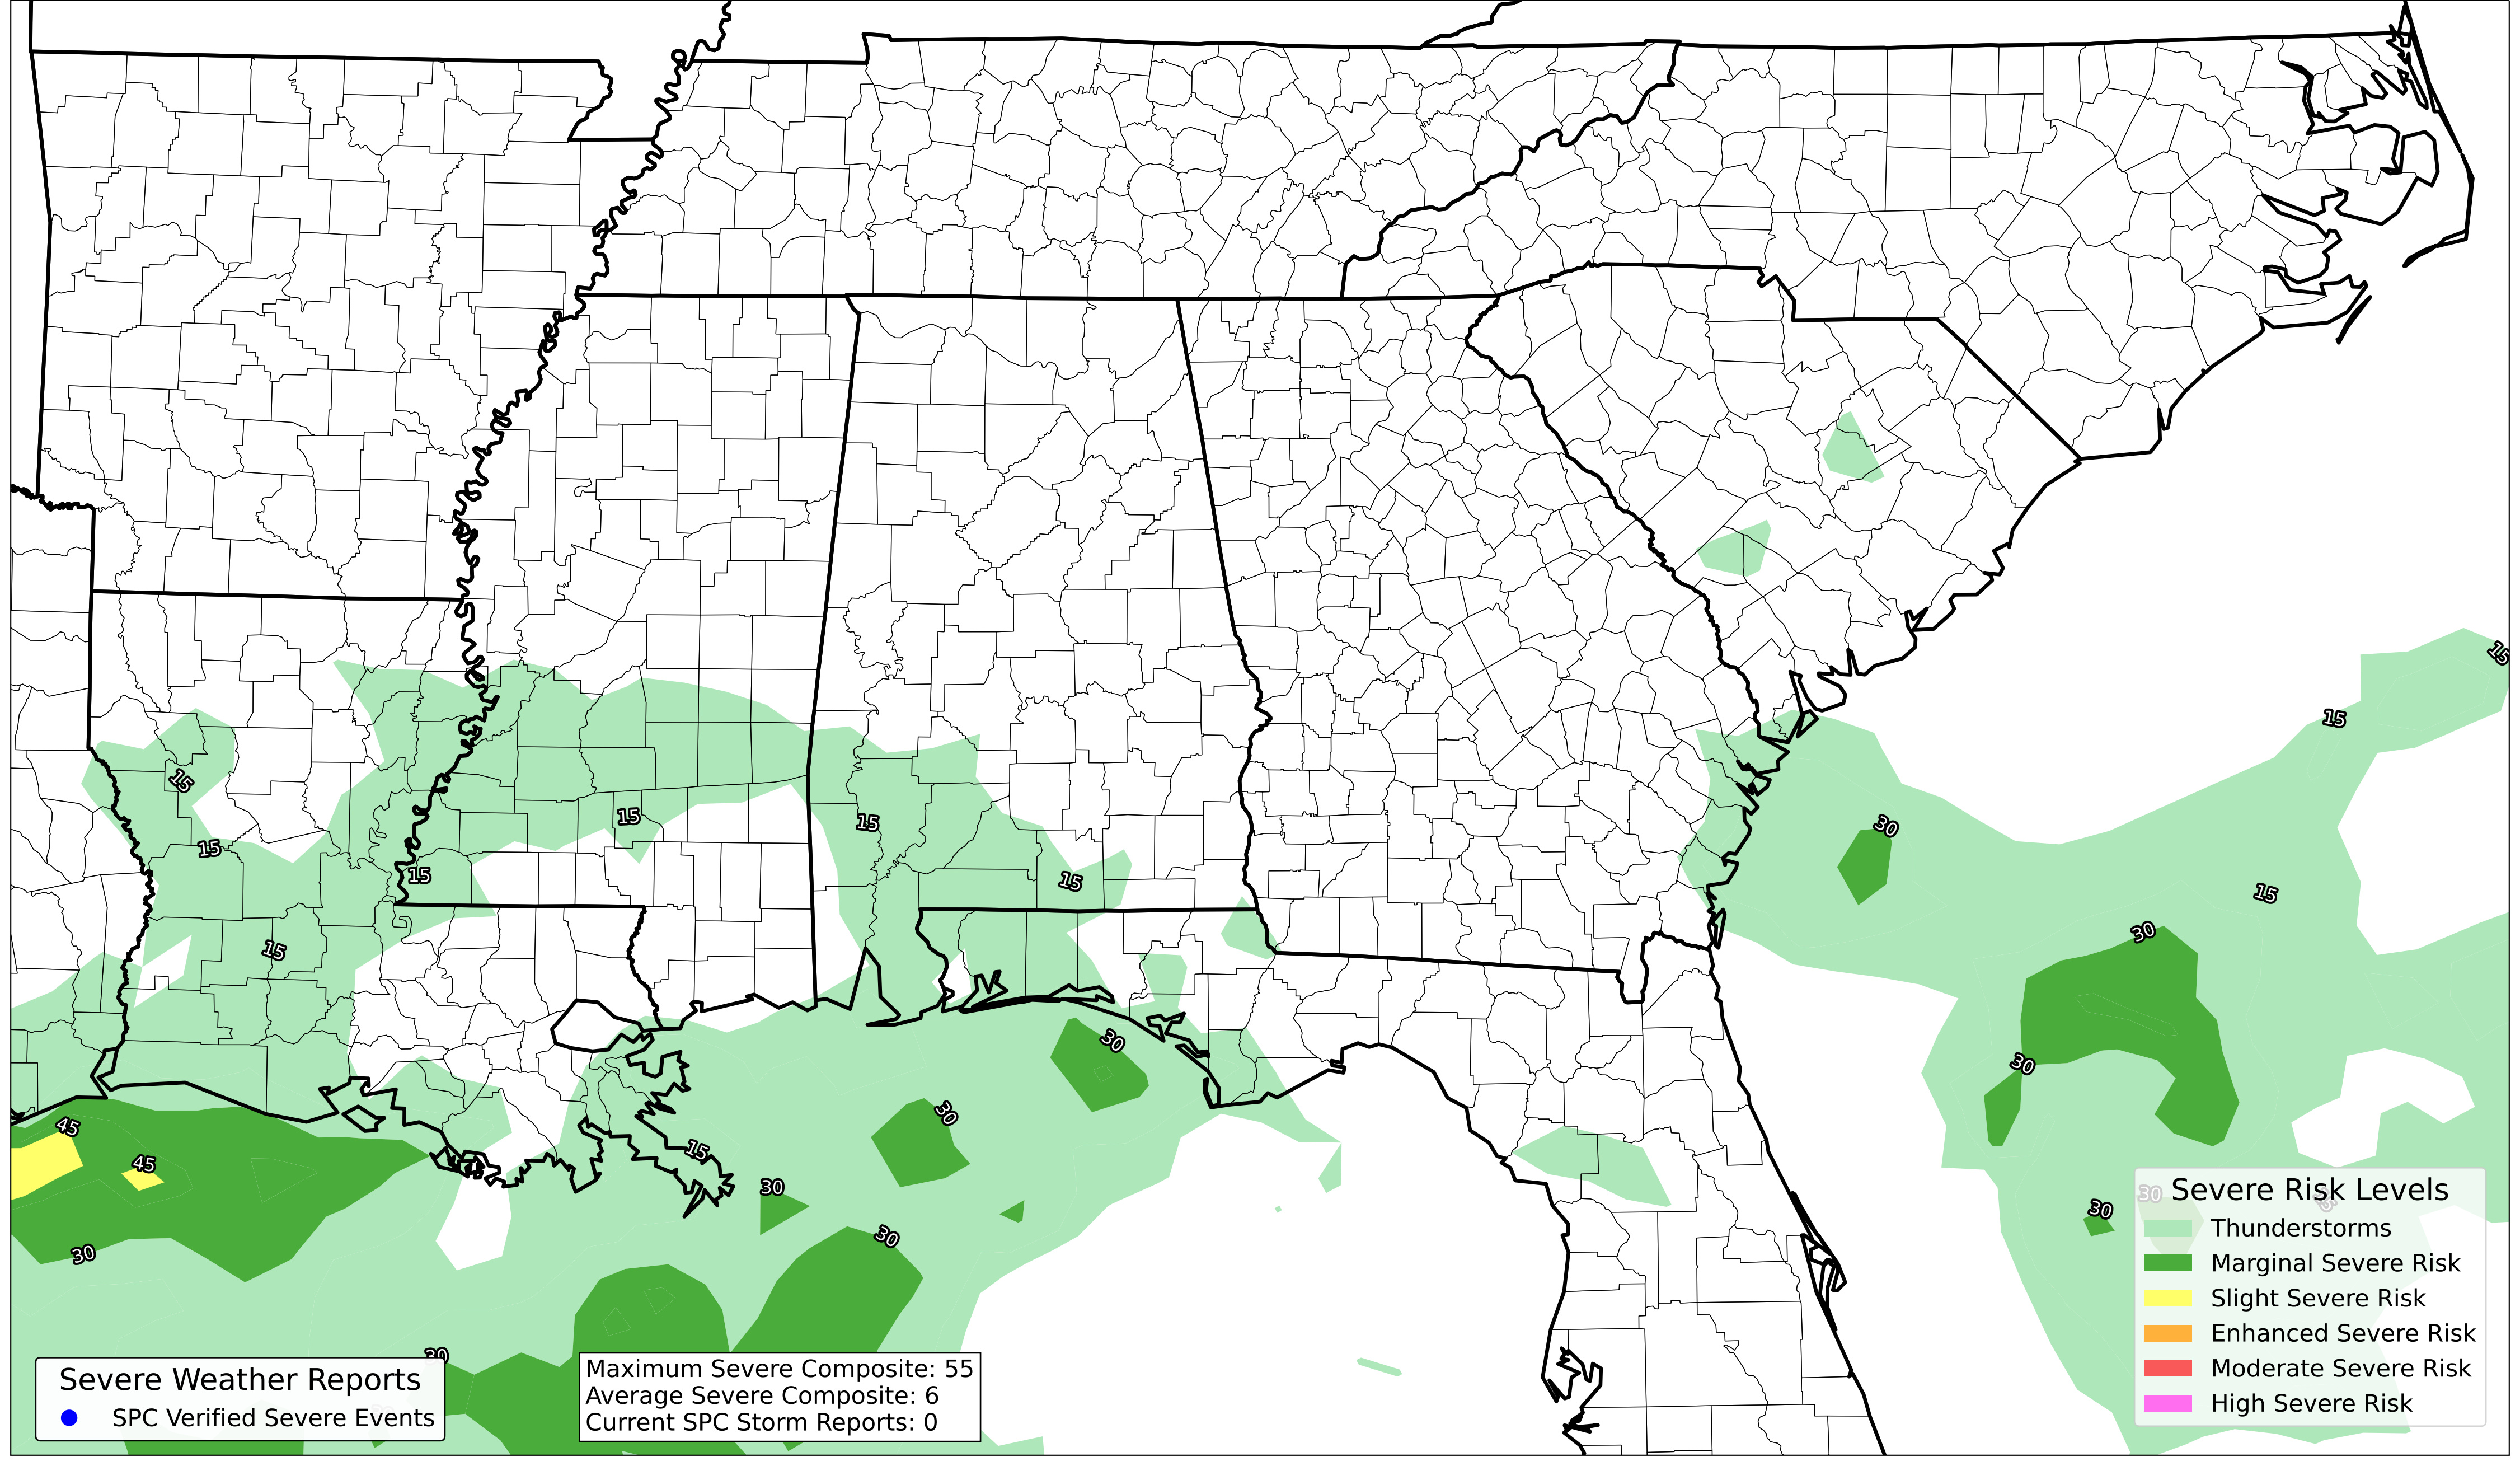 15
15
15
15
15
15
15
15
15
30
15
15
30
30
30
45
45
15
30
30
30
30
30
30
30
Severe Risk Levels
Thunderstorms
Marginal Severe Risk
Slight Severe Risk
Enhanced Severe Risk
Moderate Severe Risk
High Severe Risk
Severe Weather Reports
SPC Verified Severe Events
Maximum Severe Composite: 55
Average Severe Composite: 6
Current SPC Storm Reports: 0